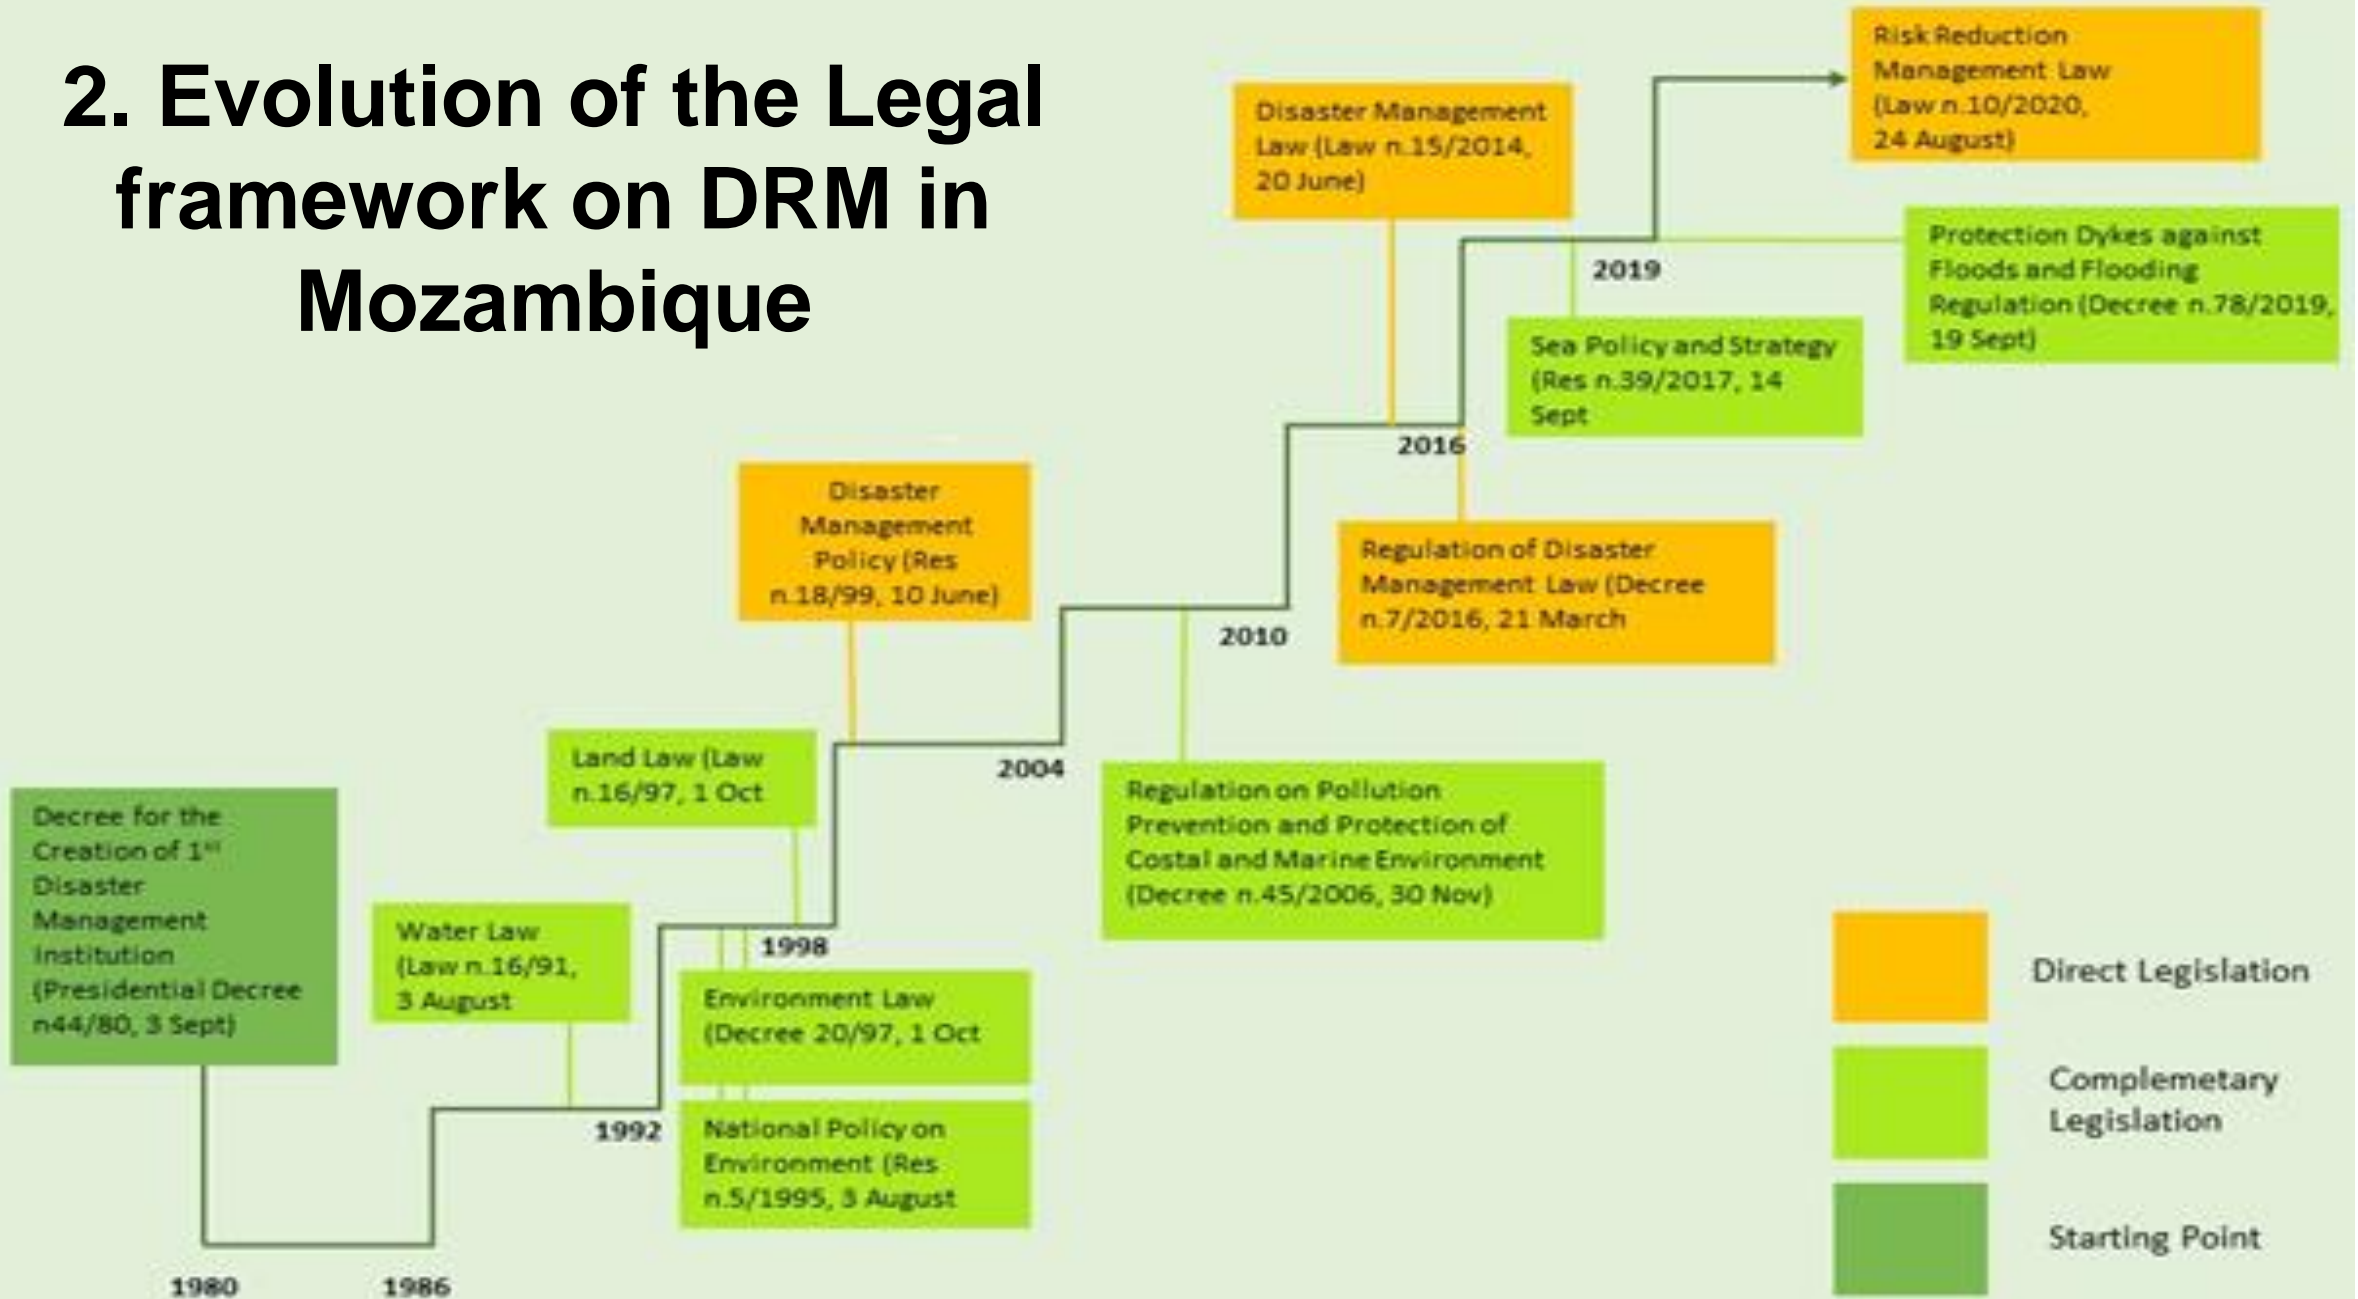 2. Evolution of the Legal
framework on DRM in
Mozambique
Decree for the
Creation of 1st
Disaster
Management
Institution
(Presidential Decree
n44/80, 3 Sept)
1980
1986
Water Law
(Law n.16/91,
3 August
1992
Land Law (Law
n.16/97, 1 Oct
1998
Environment Law
(Decree 20/97, 1 Oct
National Policy on
Environment (Res
n.5/1995, 3 August
Disaster
Management
Policy (Res
n.18/99, 10 June)
2004
Regulation on Pollution
Prevention and Protection of
Costal and Marine Environment
(Decree n.45/2006, 30 Nov)
2010
Disaster Management
Law (Law n.15/2014,
20 June)
2016
Regulation of Disaster
Management Law (Decree
n.7/2016, 21 March
Sea Policy and Strategy
(Res n.39/2017, 14
Sept
2019
Protection Dykes against
Floods and Flooding
Regulation (Decree n.78/2019,
19 Sept)
Risk Reduction
Management Law
(Law n.10/2020,
24 August)
Direct Legislation
Complemetary
Legislation
Starting Point